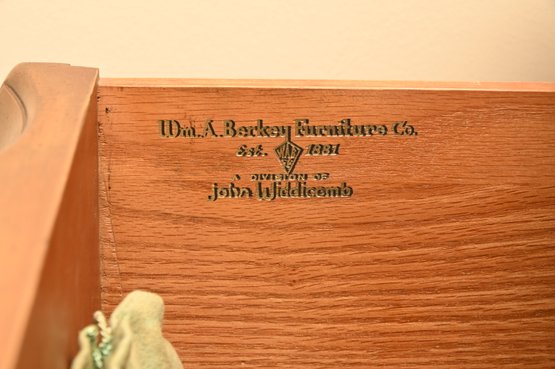 Wm. A. Berkey Furniture Co.
Est. 1881
A DIVISION OF
John Widdicomb